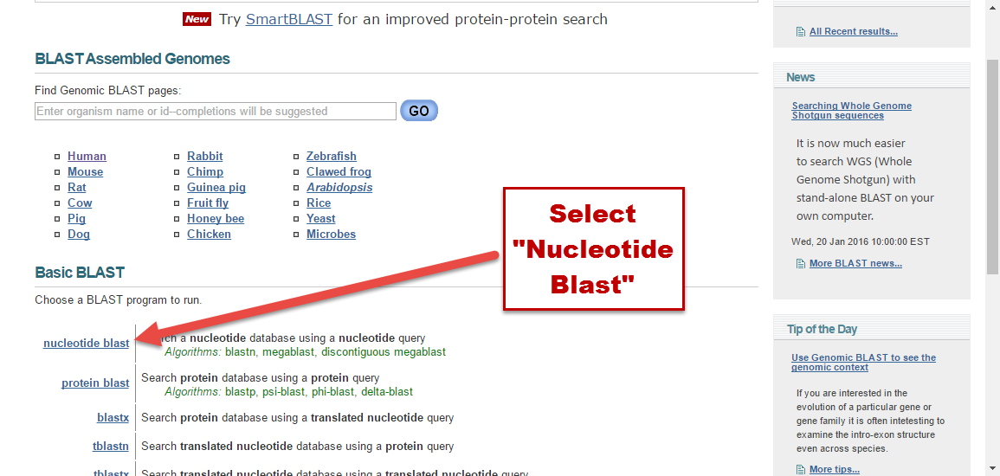 New Try SmartBLAST for an improved protein-protein search
BLAST Assembled Genomes
Find Genomic BLAST pages:
Enter organism name or id--completions will be suggested
GO
Human
Rabbit
Zebrafish
Mouse
Chimp
Clawed frog
Rat
Guinea pig
Arabidopsis
Cow
Fruit fly
Rice
Pig
Honey bee
Yeast
Dog
Chicken
Microbes
Select
"Nucleotide
Blast"
Basic BLAST
Choose a BLAST program to run.
nucleotide blast
ch a nucleotide database using a nucleotide query
Algorithms: blastn, megablast, discontiguous megablast
protein blast
Search protein database using a protein query
Algorithms: blastp, psi-blast, phi-blast, delta-blast
blastx
Search protein database using a translated nucleotide query
tblastn
Search translated nucleotide database using a protein query
tblastx
Search translated nucleotide database using a translated nucleotide query
All Recent results...
News
Searching Whole Genome
Shotgun sequences
It is now much easier
to search WGS (Whole
Genome Shotgun) with
stand-alone BLAST on your
own computer.
Wed, 20 Jan 2016 10:00:00 EST
More BLAST news...
Tip of the Day
Use Genomic BLAST to see the
genomic context
If you are interested in the
evolution of a particular gene or
gene family it is often intetesting to
examine the intro-exon structure
even across species.
More tips...